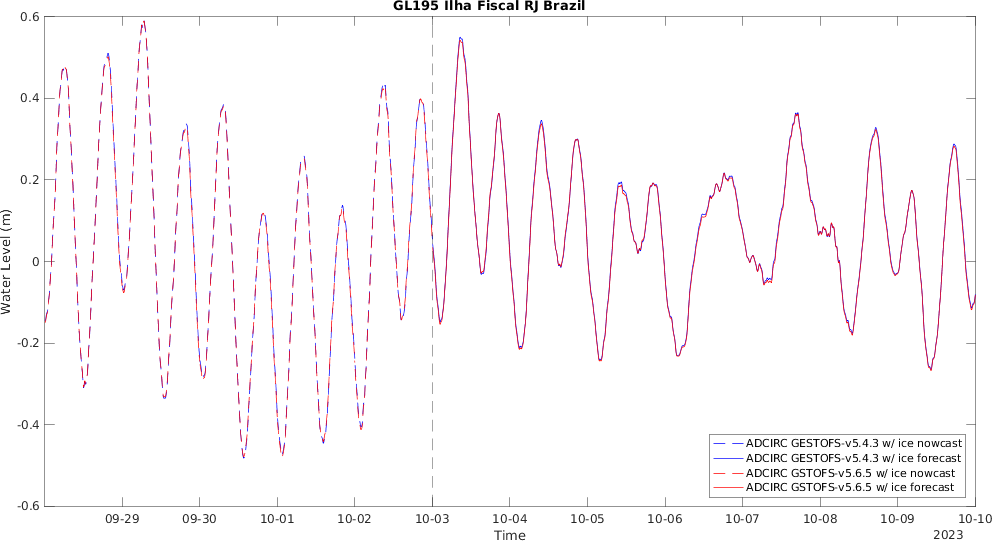 GL195 Ilha Fiscal RJ Brazil
0.6
0.4
0.2
0
-0.2
-0.4
-0.6
Water Level (m)
ADCIRC GESTOFS-v5.4.3 w/ ice nowcast
ADCIRC GESTOFS-v5.4.3 w/ ice forecast
ADCIRC GSTOFS-v5.6.5 w/ ice nowcast
ADCIRC GSTOFS-v5.6.5 w/ ice forecast
09-29 09-30 10-01 10-02 10-03 10-04 10-05 10-06 10-07 10-08 10-09 10-10
Time
2023